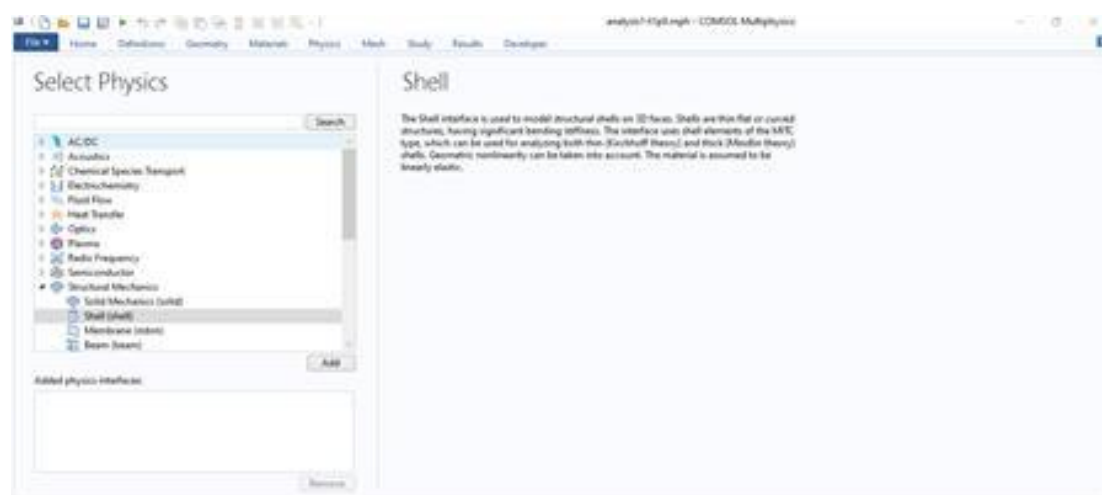 analysis1-t1p8.mph - COMSOL Multiphysics
File Home Definitions Geometry Materials Physics Mesh Study Results Developer
Select Physics
Search
AC/DC
Acoustics
Chemical Species Transport
Electrochemistry
Fluid Flow
Heat Transfer
Optics
Plasma
Radio Frequency
Semiconductor
Structural Mechanics
Solid Mechanics (solid)
Shell (shell)
Membrane (mbrn)
Beam (beam)
Add
Added physics interfaces:
Remove
Shell
The Shell interface is used to model structural shells on 3D faces. Shells are thin flat or curved
structures, having significant bending stiffness. The interface uses shell elements of the MITC
type, which can be used for analyzing both thin (Kirchhoff theory) and thick (Mindlin theory)
shells. Geometric nonlinearity can be taken into account. The material is assumed to be
linearly elastic.